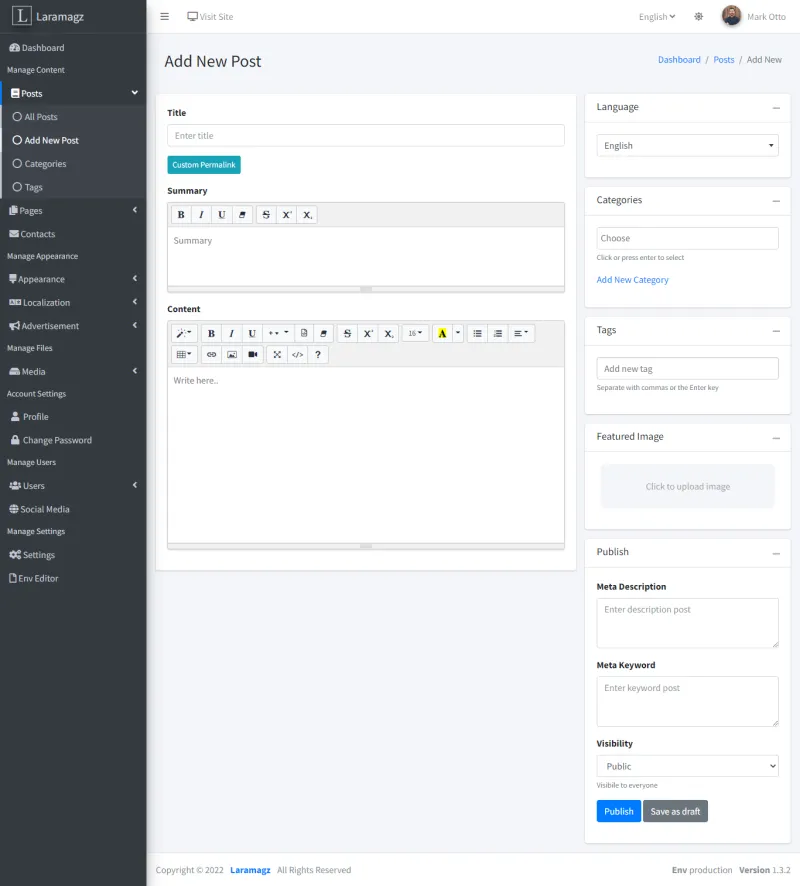 Laramagz
Visit Site
English
Mark Otto
Dashboard
Manage Content
Posts
All Posts
Add New Post
Categories
Tags
Pages
Contacts
Manage Appearance
Appearance
Localization
Advertisement
Manage Files
Media
Account Settings
Profile
Change Password
Manage Users
Users
Social Media
Manage Settings
Settings
Env Editor
Add New Post
Dashboard / Posts / Add New
Title
Enter title
Custom Permalink
Summary
B I U S X' X,
Summary
Content
B I U S X' X, 16 A
</> ?
Write here..
Language
English
Categories
Choose
Click or press enter to select
Add New Category
Tags
Add new tag
Separate with commas or the Enter key
Featured Image
Click to upload image
Publish
Meta Description
Enter description post
Meta Keyword
Enter keyword post
Visibility
Public
Visibile to everyone
Publish Save as draft
Copyright © 2022 Laramagz All Rights Reserved
Env production Version 1.3.2